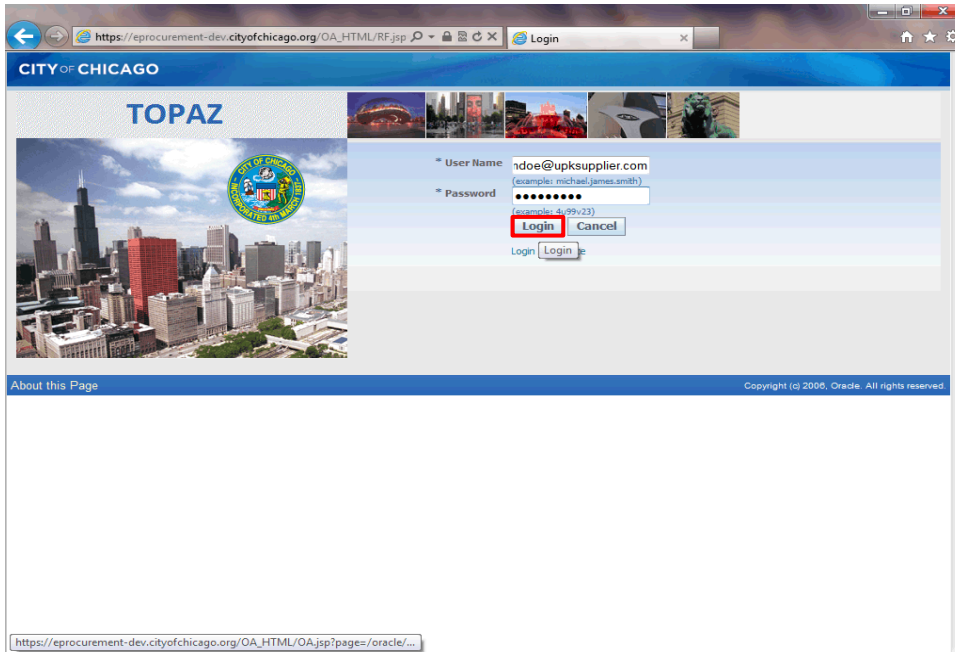 https://eprocurement-dev.cityofchicago.org/OA_HTML/RF.jsp
Login
CITY OF CHICAGO
TOPAZ
CITY OF CHICAGO
INCORPORATED 4th MARCH
* User Name
ndoe@upksupplier.com
(example: michael.james.smith)
* Password
•••••••••
(example: 4u99v23)
Login Cancel
Login
Login
About this Page
Copyright (c) 2006, Oracle. All rights reserved.
https://eprocurement-dev.cityofchicago.org/OA_HTML/OA.jsp?page=/oracle/...